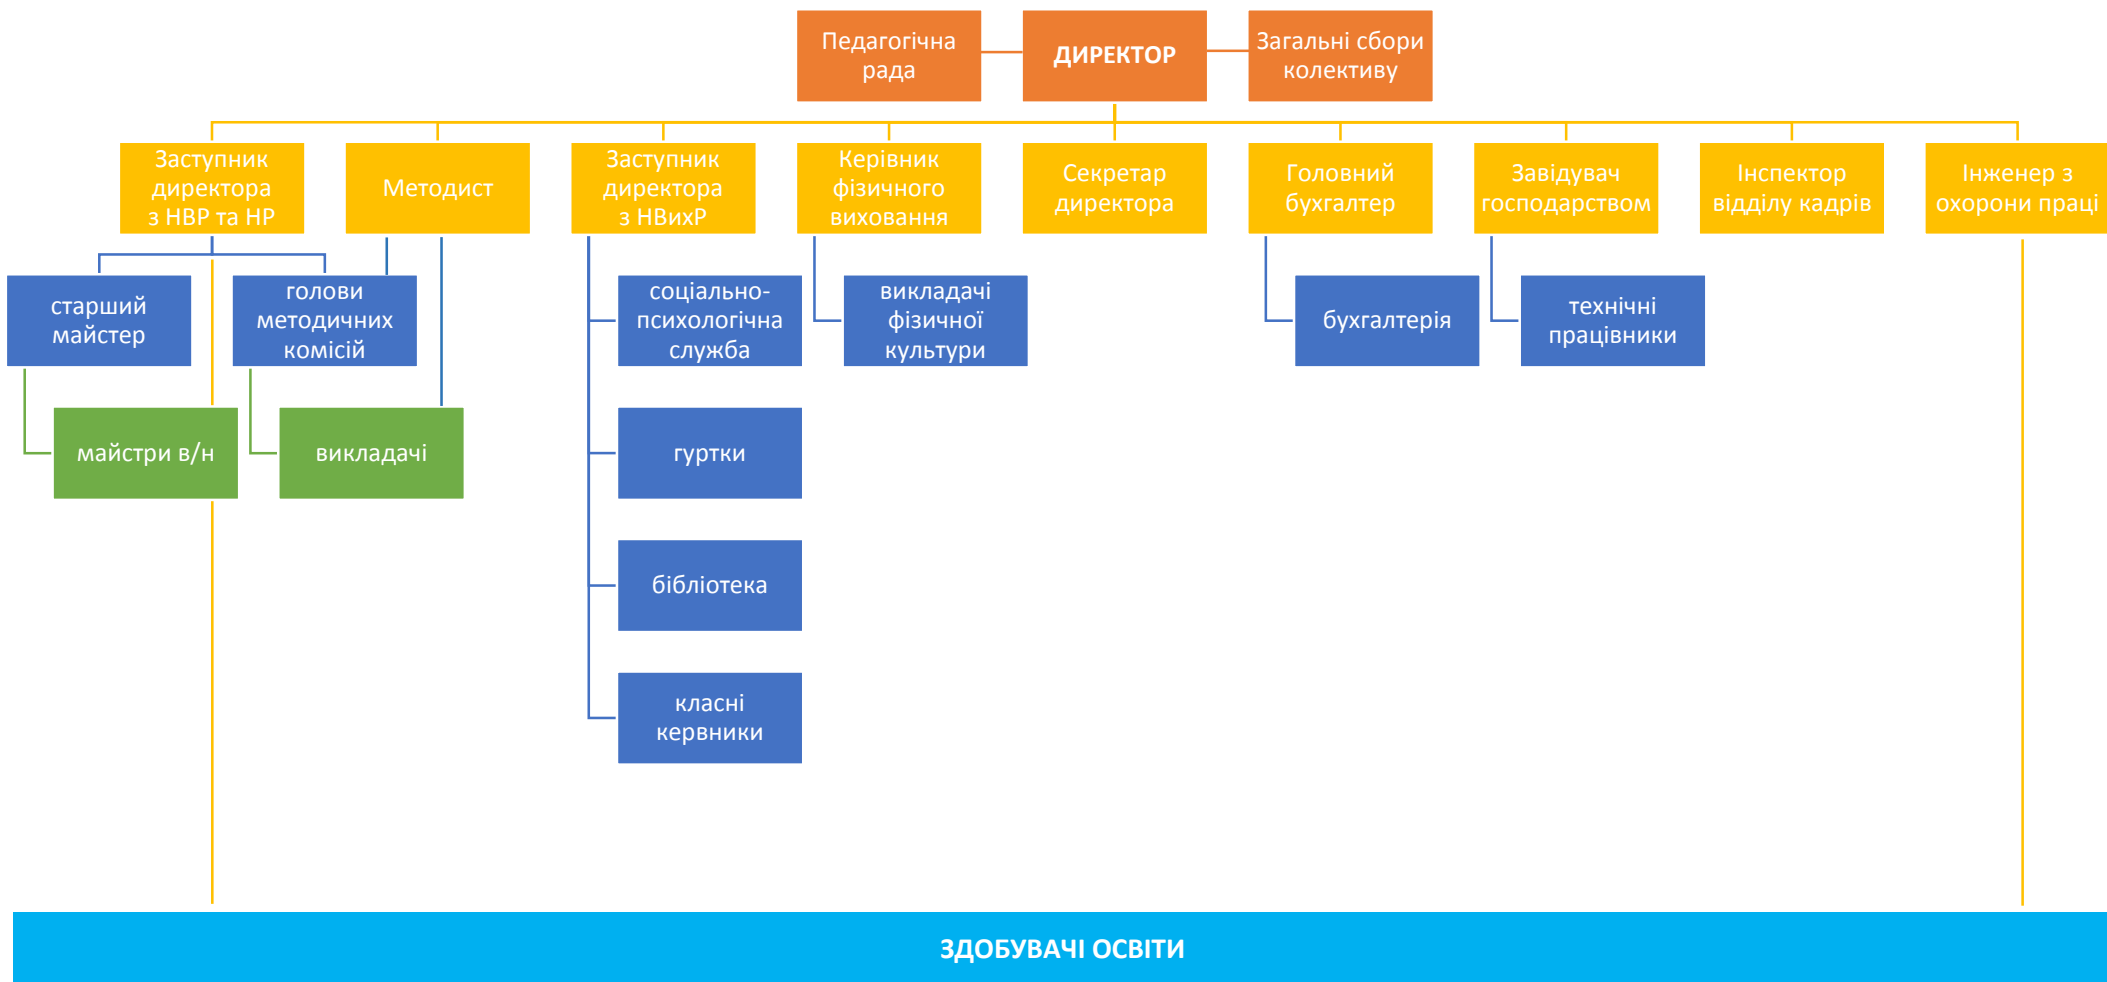 Педагогічна
рада
ДИРЕКТОР
Загальні сбори
колективу
Заступник
директора
з НВР та НР
Методист
Заступник
директора
з НВихР
Керівник
фізичного
виховання
Секретар
директора
Головний
бухгалтер
Завідувач
господарством
Інспектор
відділу кадрів
Інженер з
охорони праці
старший
майстер
голови
методичних
комісій
соціально-
психологічна
служба
викладачі
фізичної
культури
бухгалтерія
технічні
працівники
майстри в/н
викладачі
гуртки
бібліотека
класні
кервники
ЗДОБУВАЧІ ОСВІТИ